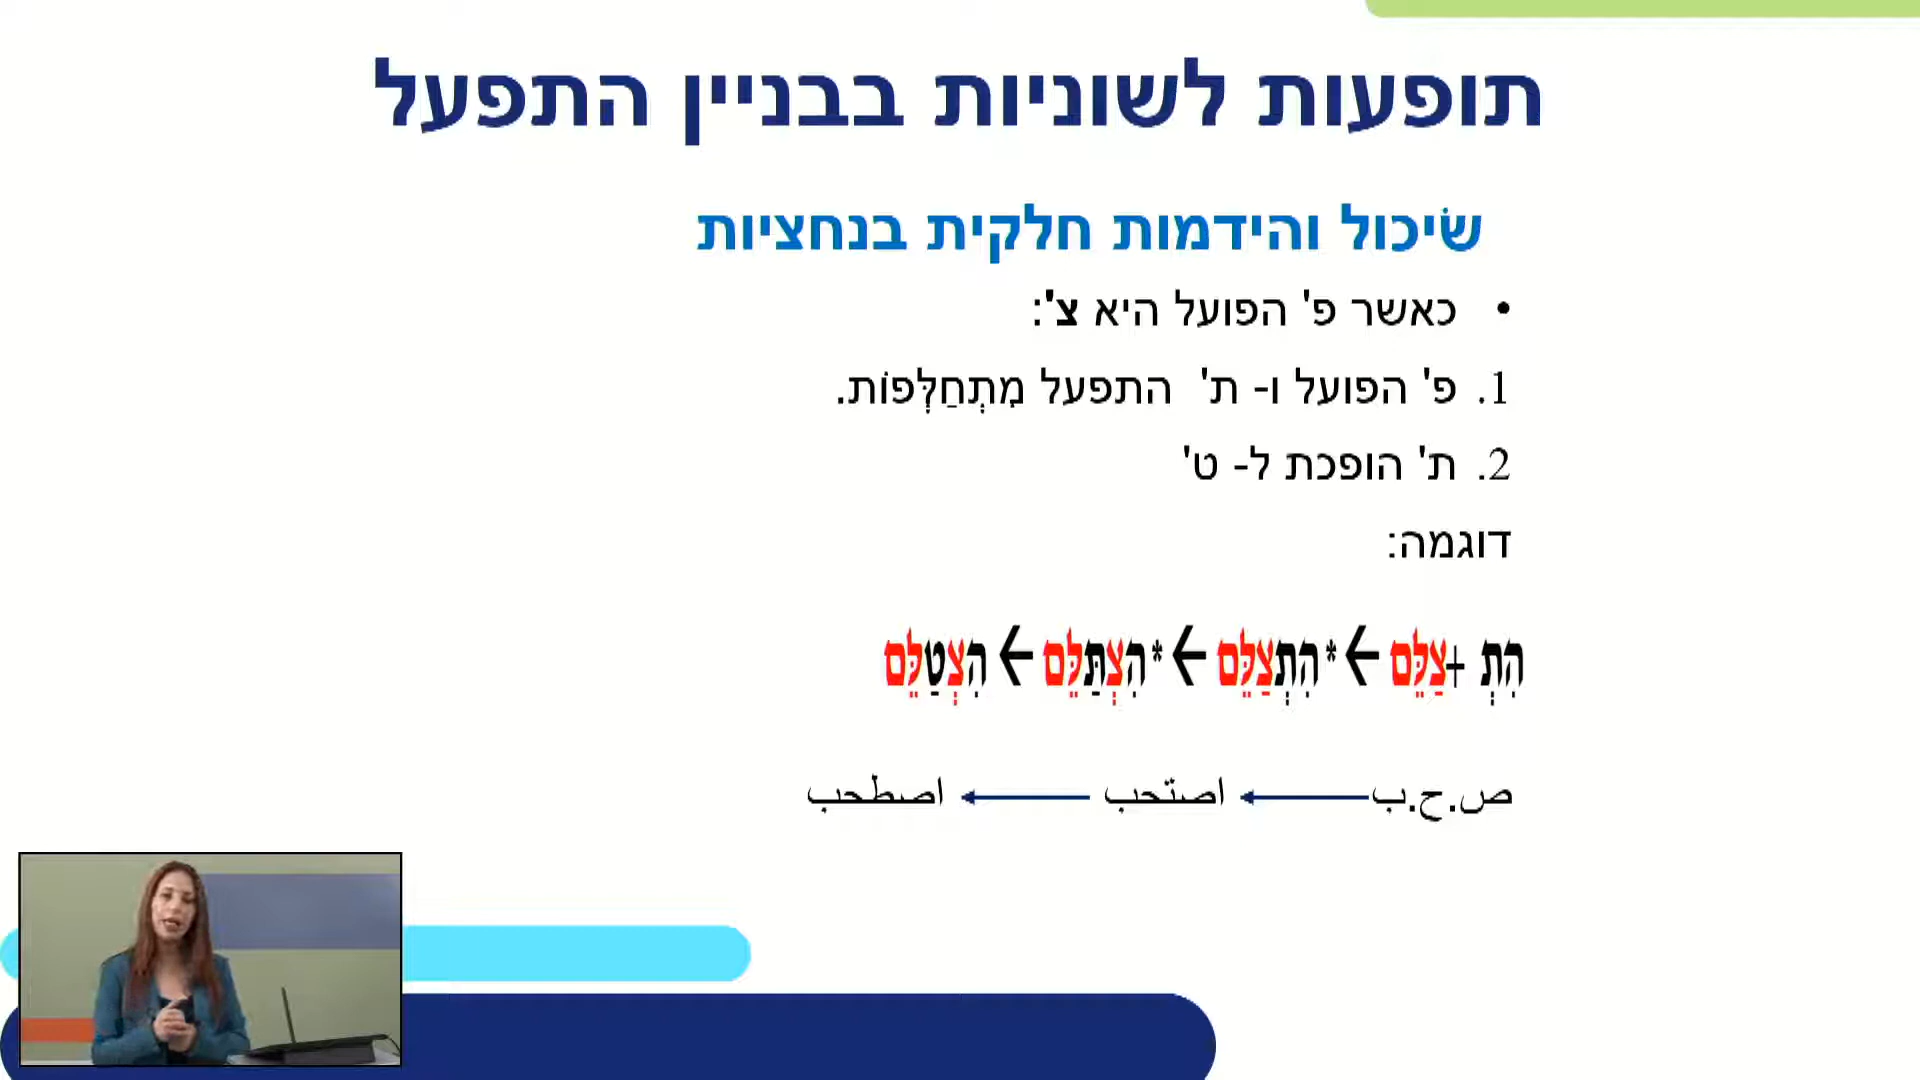 תופעות לשוניות בבניין התפעל
שׂיכול והידמות חלקית בנחציות
• כאשר פ' הפועל היא צ':
1. פ' הפועל ו- ת' התפעל מִתְחַלְּפוֹת.
2. ת' הופכת ל- ט'
דוגמה:
הִתְ +צַלֵּם ← *הִתְצַלֵּם ← *הִצְתַּלֵּם ← הִצְטַלֵּם
ص.ح.ب ← اصتحب ← اصطحب